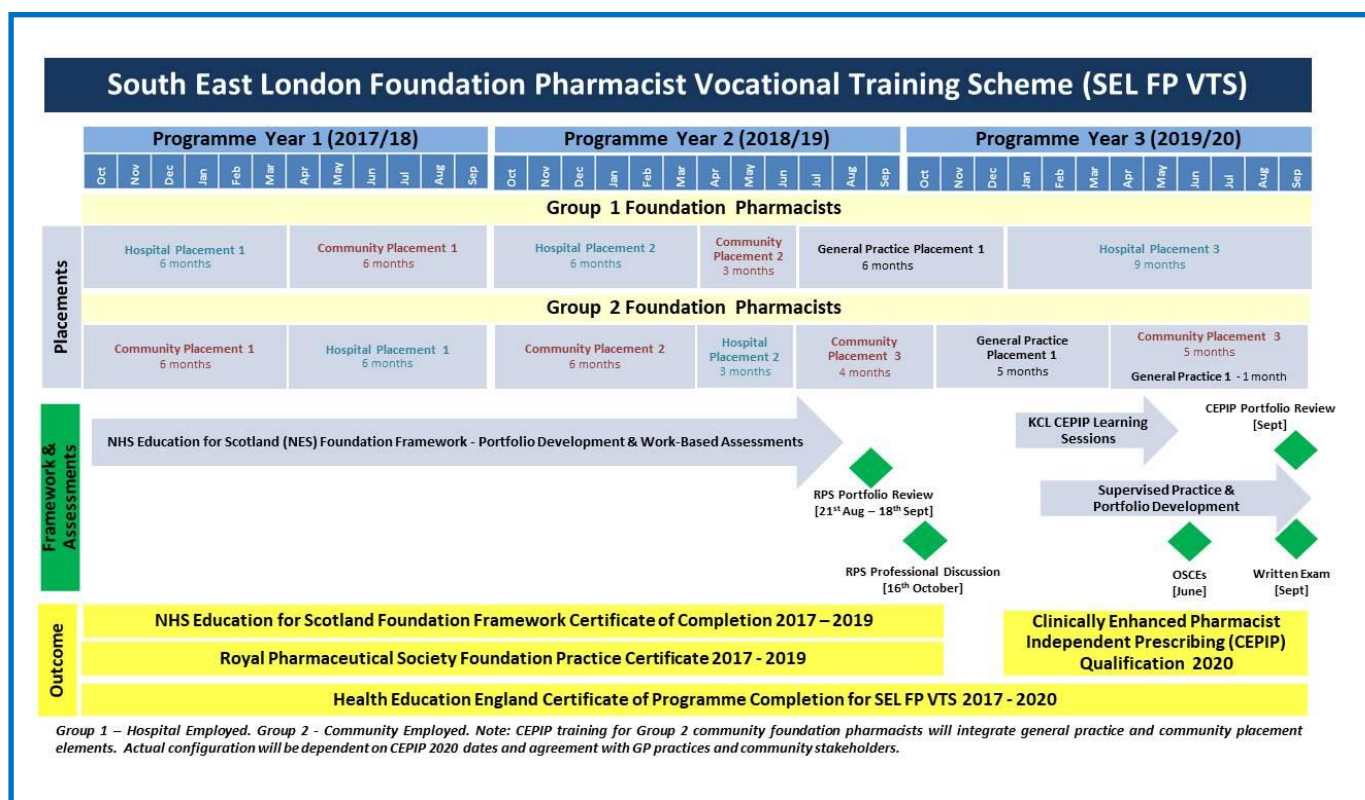 South East London Foundation Pharmacist Vocational Training Scheme (SEL FP VTS)
Programme Year 1 (2017/18)
Programme Year 2 (2018/19)
Programme Year 3 (2019/20)
Oct Nov Dec Jan Feb Mar Apr May Jun Jul Aug Sep
Oct Nov Dec Jan Feb Mar Apr May Jun Jul Aug Sep
Oct Nov Dec Jan Feb Mar Apr May Jun Jul Aug Sep
Group 1 Foundation Pharmacists
Placements
Hospital Placement 1
6 months
Community Placement 1
6 months
Hospital Placement 2
6 months
Community
Placement 2
3 months
General Practice Placement 1
6 months
Hospital Placement 3
9 months
Group 2 Foundation Pharmacists
Community Placement 1
6 months
Hospital Placement 1
6 months
Community Placement 2
6 months
Hospital
Placement 2
3 months
Community
Placement 3
4 months
General Practice
Placement 1
5 months
Community Placement 3
5 months
General Practice 1 - 1 month
Framework &
Assessments
NHS Education for Scotland (NES) Foundation Framework - Portfolio Development & Work-Based Assessments
RPS Portfolio Review
[21st Aug – 18th Sept]
RPS Professional Discussion
[16th October]
KCL CEPIP Learning
Sessions
CEPIP Portfolio Review
[Sept]
Supervised Practice &
Portfolio Development
OSCEs
[June]
Written Exam
[Sept]
Outcome
NHS Education for Scotland Foundation Framework Certificate of Completion 2017 – 2019
Royal Pharmaceutical Society Foundation Practice Certificate 2017 - 2019
Clinically Enhanced Pharmacist
Independent Prescribing (CEPIP)
Qualification 2020
Health Education England Certificate of Programme Completion for SEL FP VTS 2017 - 2020
Group 1 – Hospital Employed. Group 2 - Community Employed. Note: CEPIP training for Group 2 community foundation pharmacists will integrate general practice and community placement
elements. Actual configuration will be dependent on CEPIP 2020 dates and agreement with GP practices and community stakeholders.